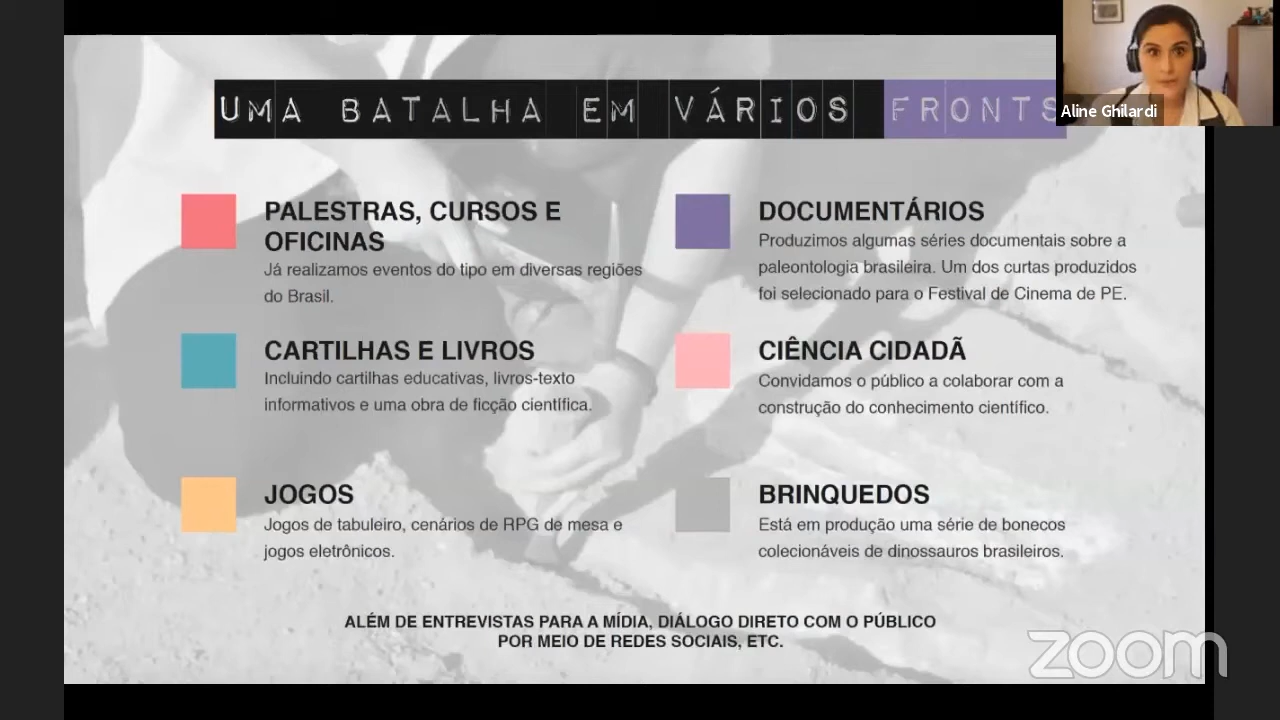 UMA BATALHA EM VÁRIOS FRONTS
Aline Ghilardi
PALESTRAS, CURSOS E
OFICINAS
Já realizamos eventos do tipo em diversas regiões
do Brasil.
DOCUMENTÁRIOS
Produzimos algumas séries documentais sobre a
paleontologia brasileira. Um dos curtas produzidos
foi selecionado para o Festival de Cinema de PE.
CARTILHAS E LIVROS
Incluindo cartilhas educativas, livros-texto
informativos e uma obra de ficção científica.
CIÊNCIA CIDADÃ
Convidamos o público a colaborar com a
construção do conhecimento científico.
JOGOS
Jogos de tabuleiro, cenários de RPG de mesa e
jogos eletrônicos.
BRINQUEDOS
Está em produção uma série de bonecos
colecionáveis de dinossauros brasileiros.
ALÉM DE ENTREVISTAS PARA A MÍDIA, DIÁLOGO DIRETO COM O PÚBLICO
POR MEIO DE REDES SOCIAIS, ETC.
zoom